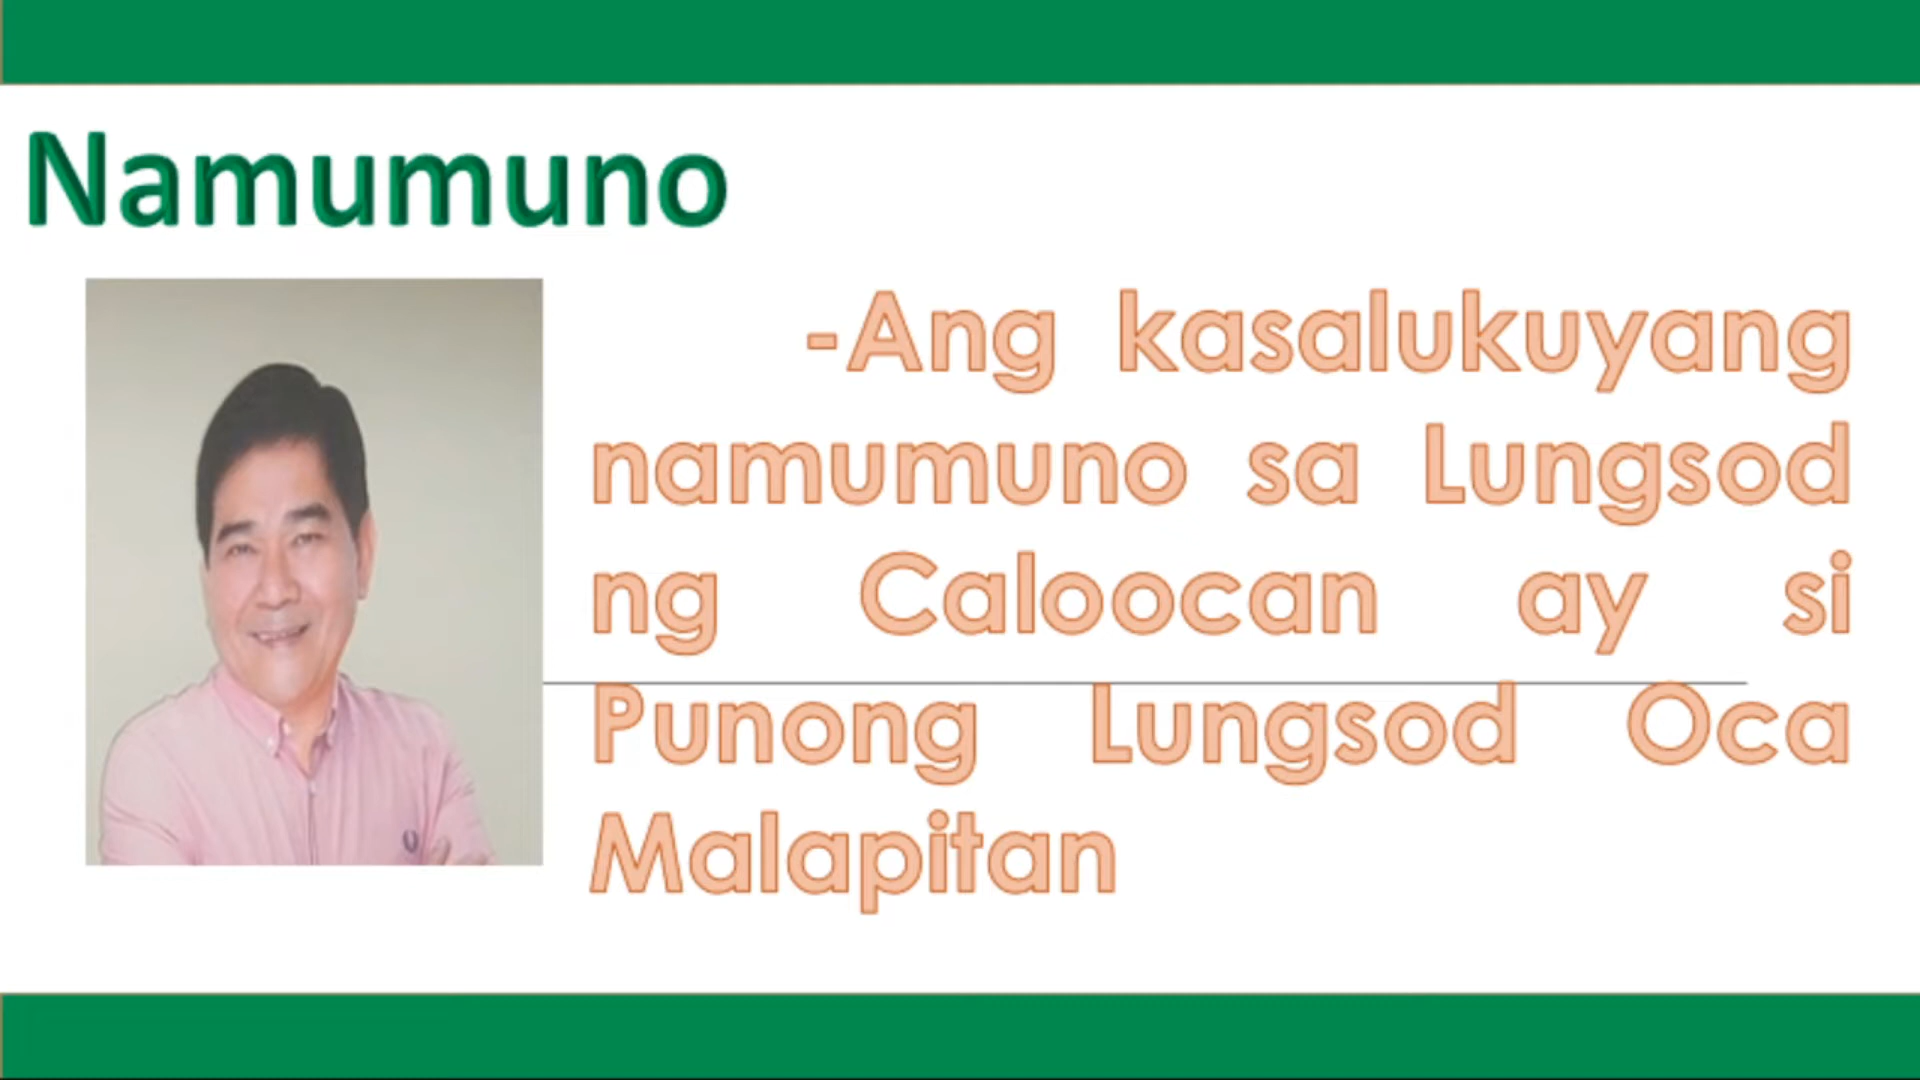 Namumuno
-Ang kasalukuyang
namumuno sa Lungsod
ng Caloocan ay si
Punong Lungsod Oca
Malapitan